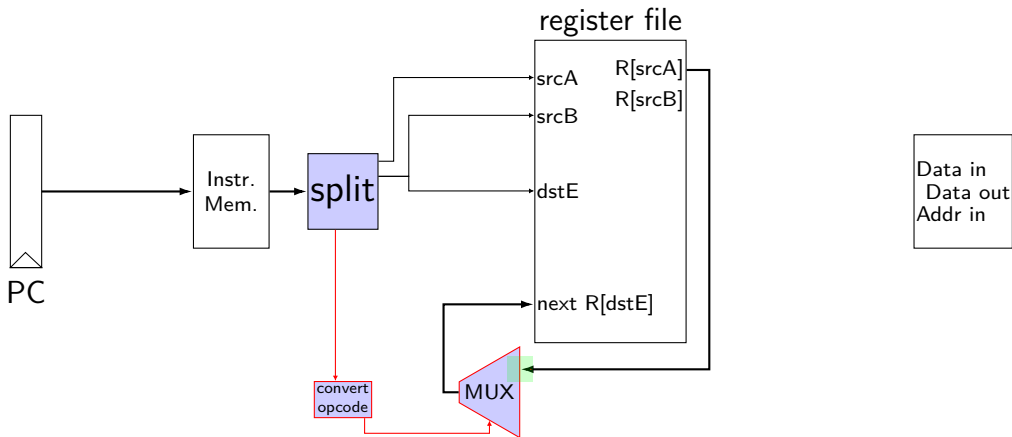 register file
srcA
R[srcA]
R[srcB]
srcB
Instr.
Mem.
split
dstE
Data in
Data out
Addr in
PC
next R[dstE]
convert
opcode
MUX